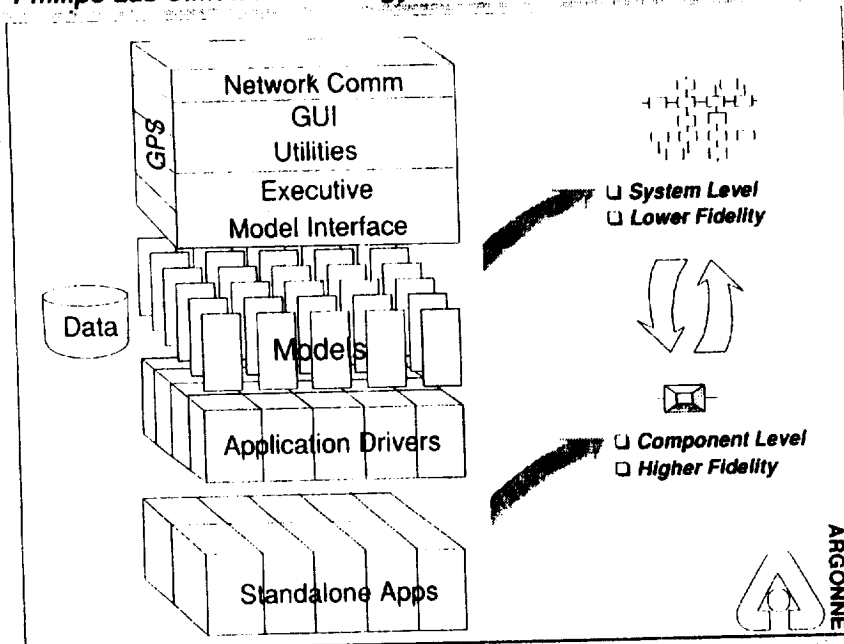 Network Comm
GUI
Utilities
GPS
Executive
Model Interface
Data
Models
Application Drivers
Standalone Apps
❑ System Level
❑ Lower Fidelity
❑ Component Level
❑ Higher Fidelity
ARGONNE